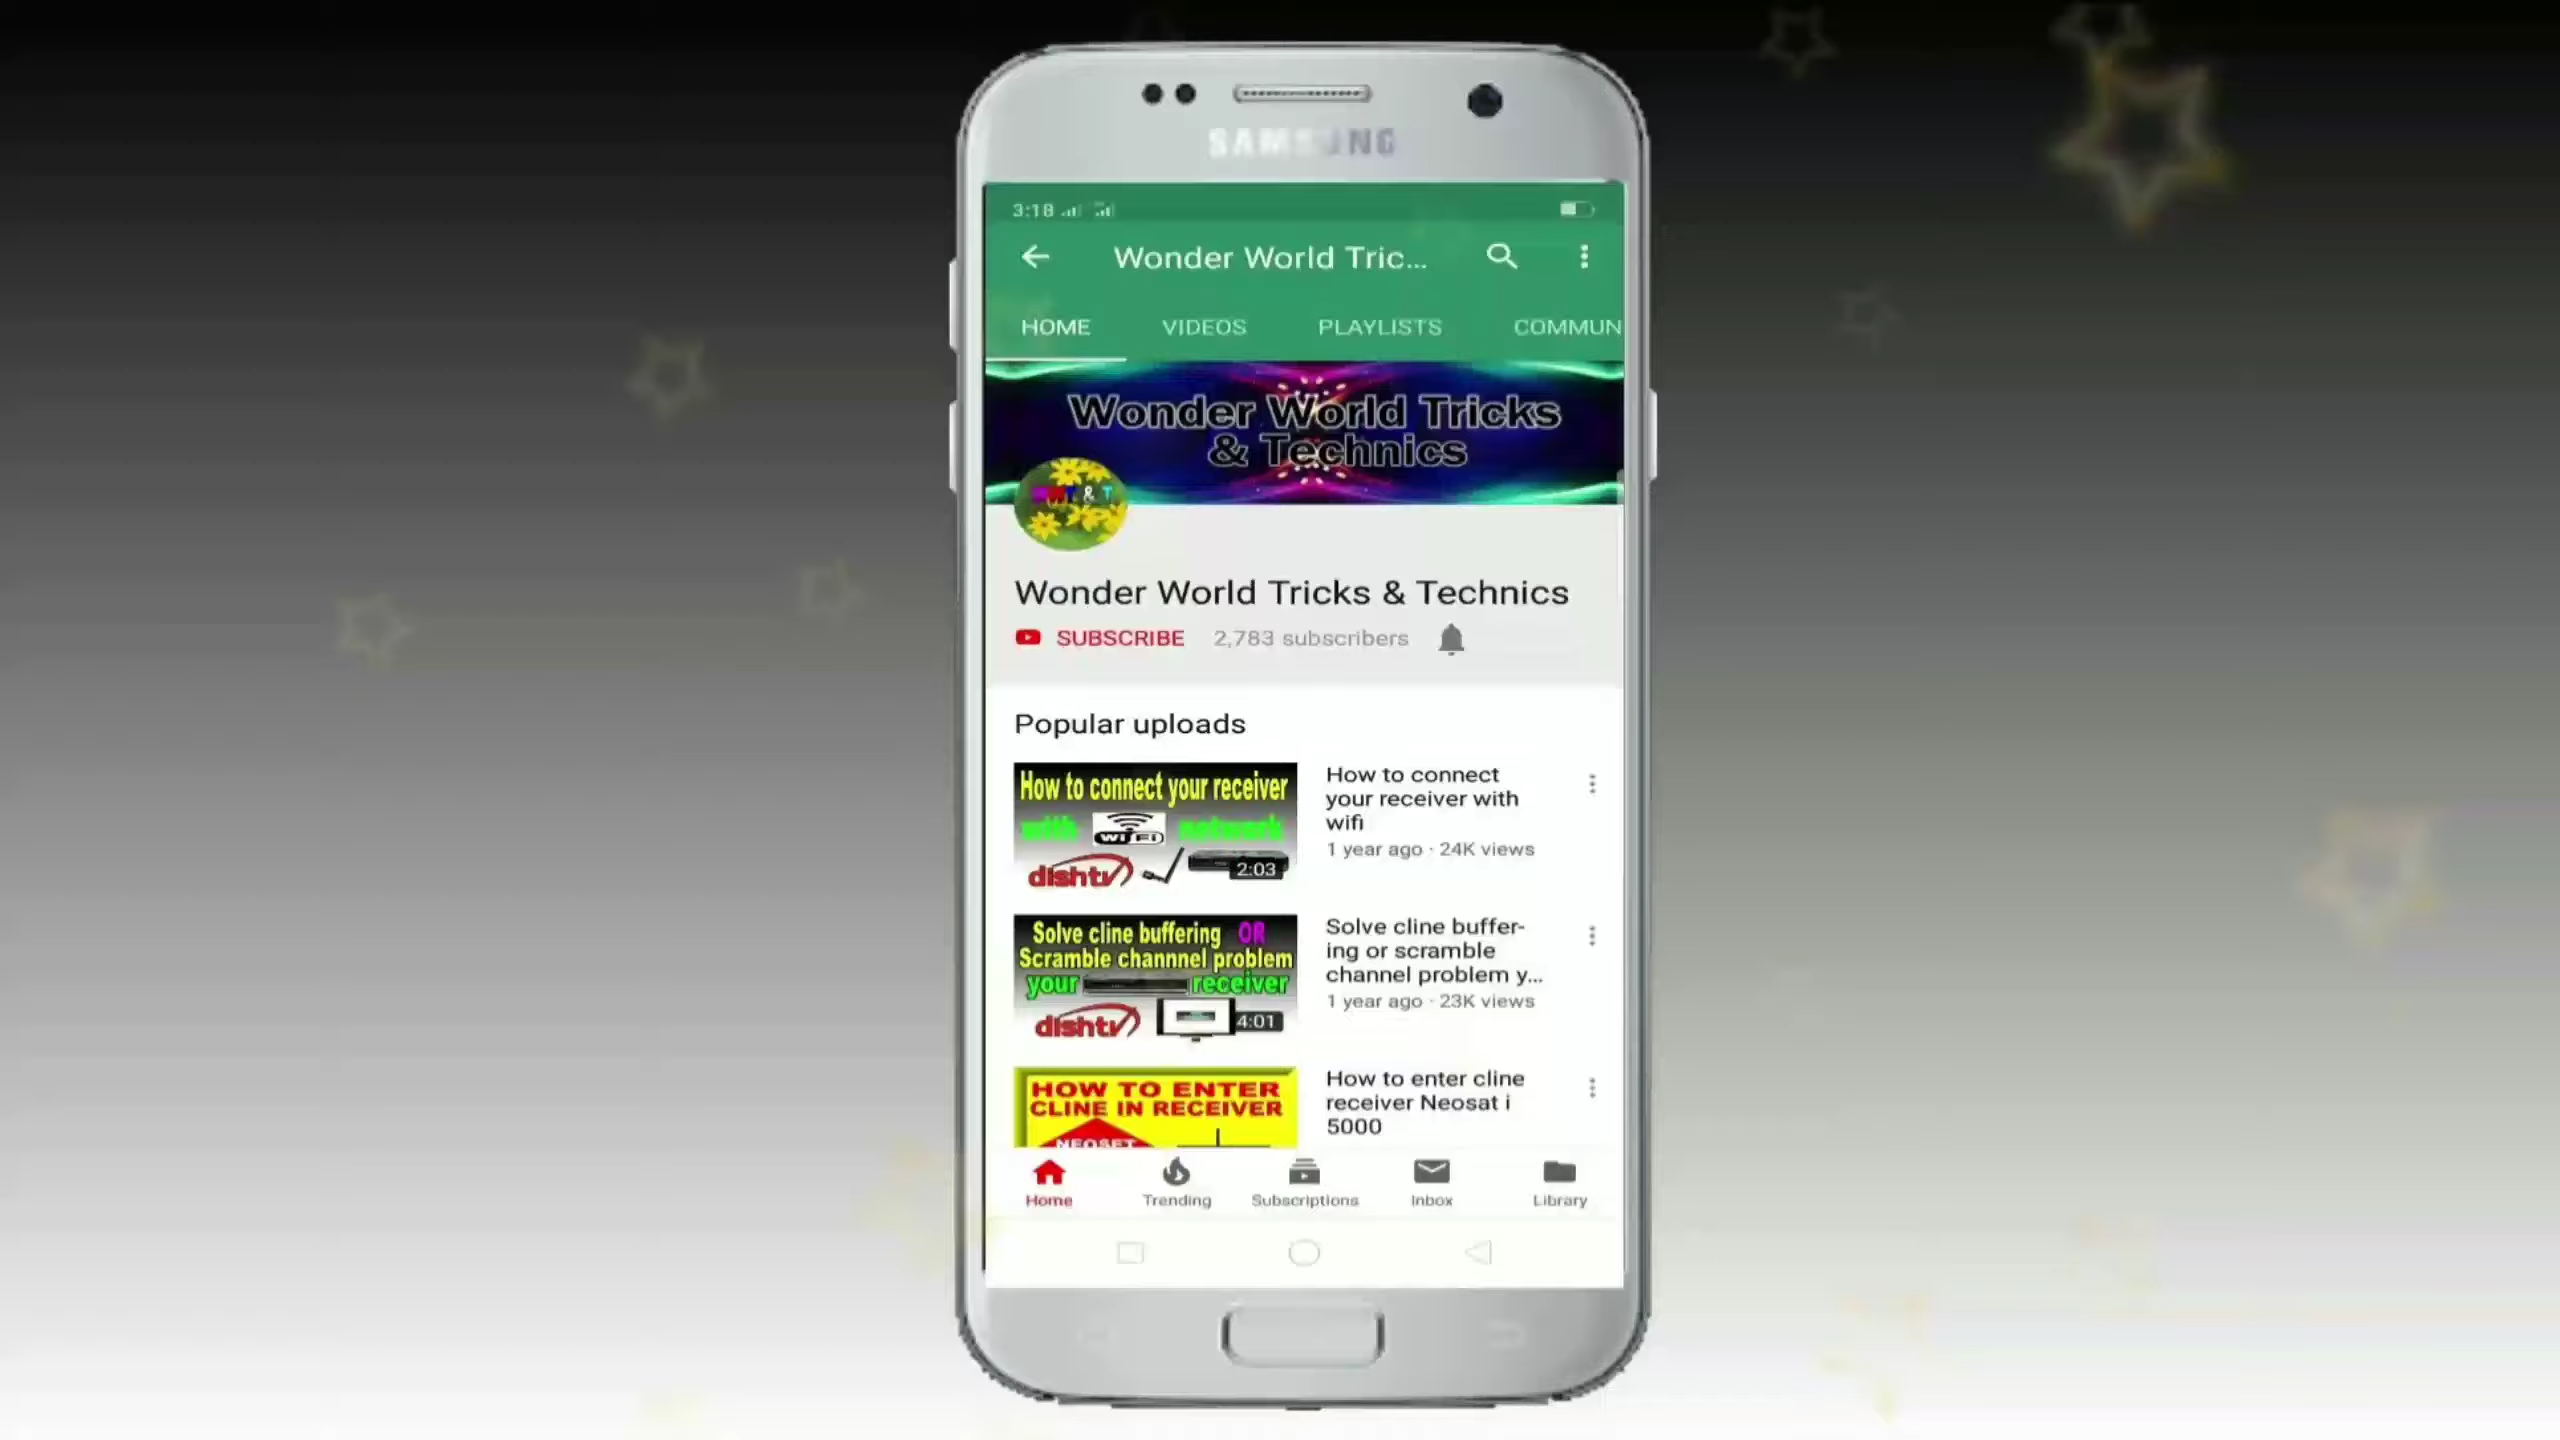 SAMSUNG
3:18
Wonder World Tric...
HOME VIDEOS PLAYLISTS COMMUN
Wonder World Tricks
& Technics
WWT & T
Wonder World Tricks & Technics
SUBSCRIBE 2,783 subscribers
Popular uploads
How to connect your receiver
with WiFi network
dishtv 2:03
How to connect
your receiver with
wifi
1 year ago · 24K views
Solve cline buffering OR
Scramble channnel problem
your receiver
dishtv 4:01
Solve cline buffer-
ing or scramble
channel problem y...
1 year ago · 23K views
HOW TO ENTER
CLINE IN RECEIVER
NEOSET
How to enter cline
receiver Neosat i
5000
Home Trending Subscriptions Inbox Library